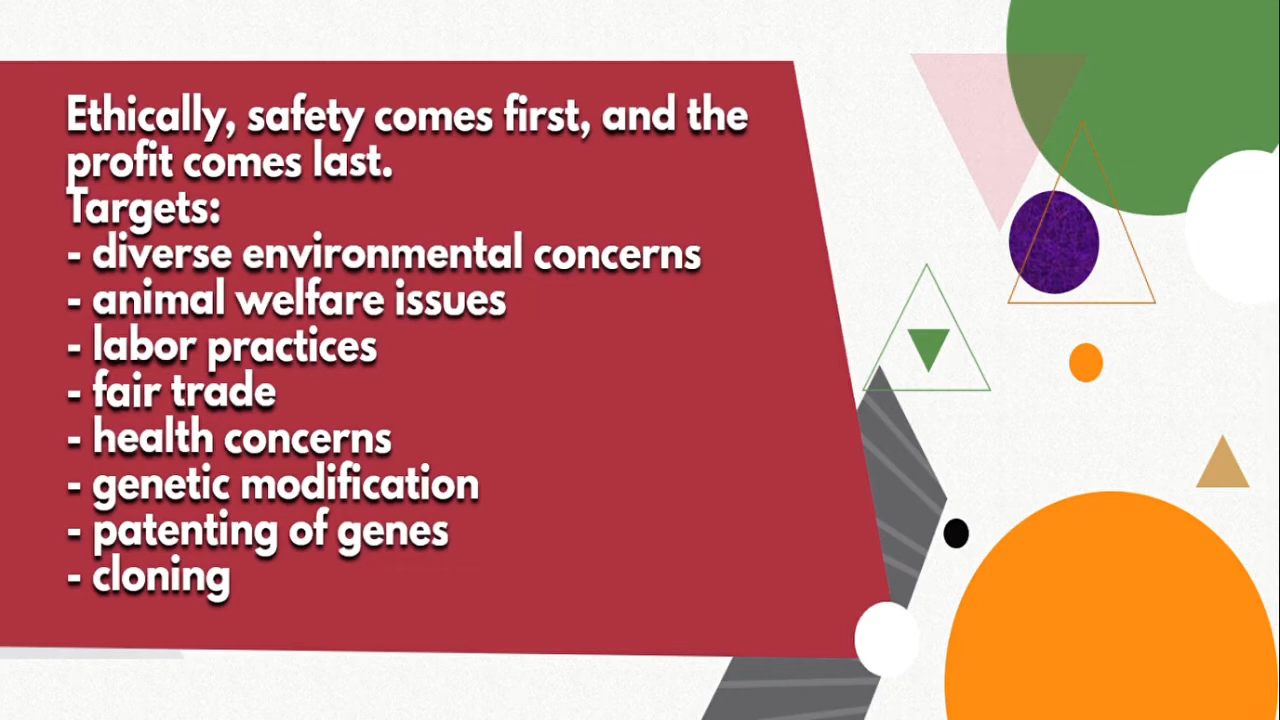 Ethically, safety comes first, and the
profit comes last.
Targets:
- diverse environmental concerns
- animal welfare issues
- labor practices
- fair trade
- health concerns
- genetic modification
- patenting of genes
- cloning